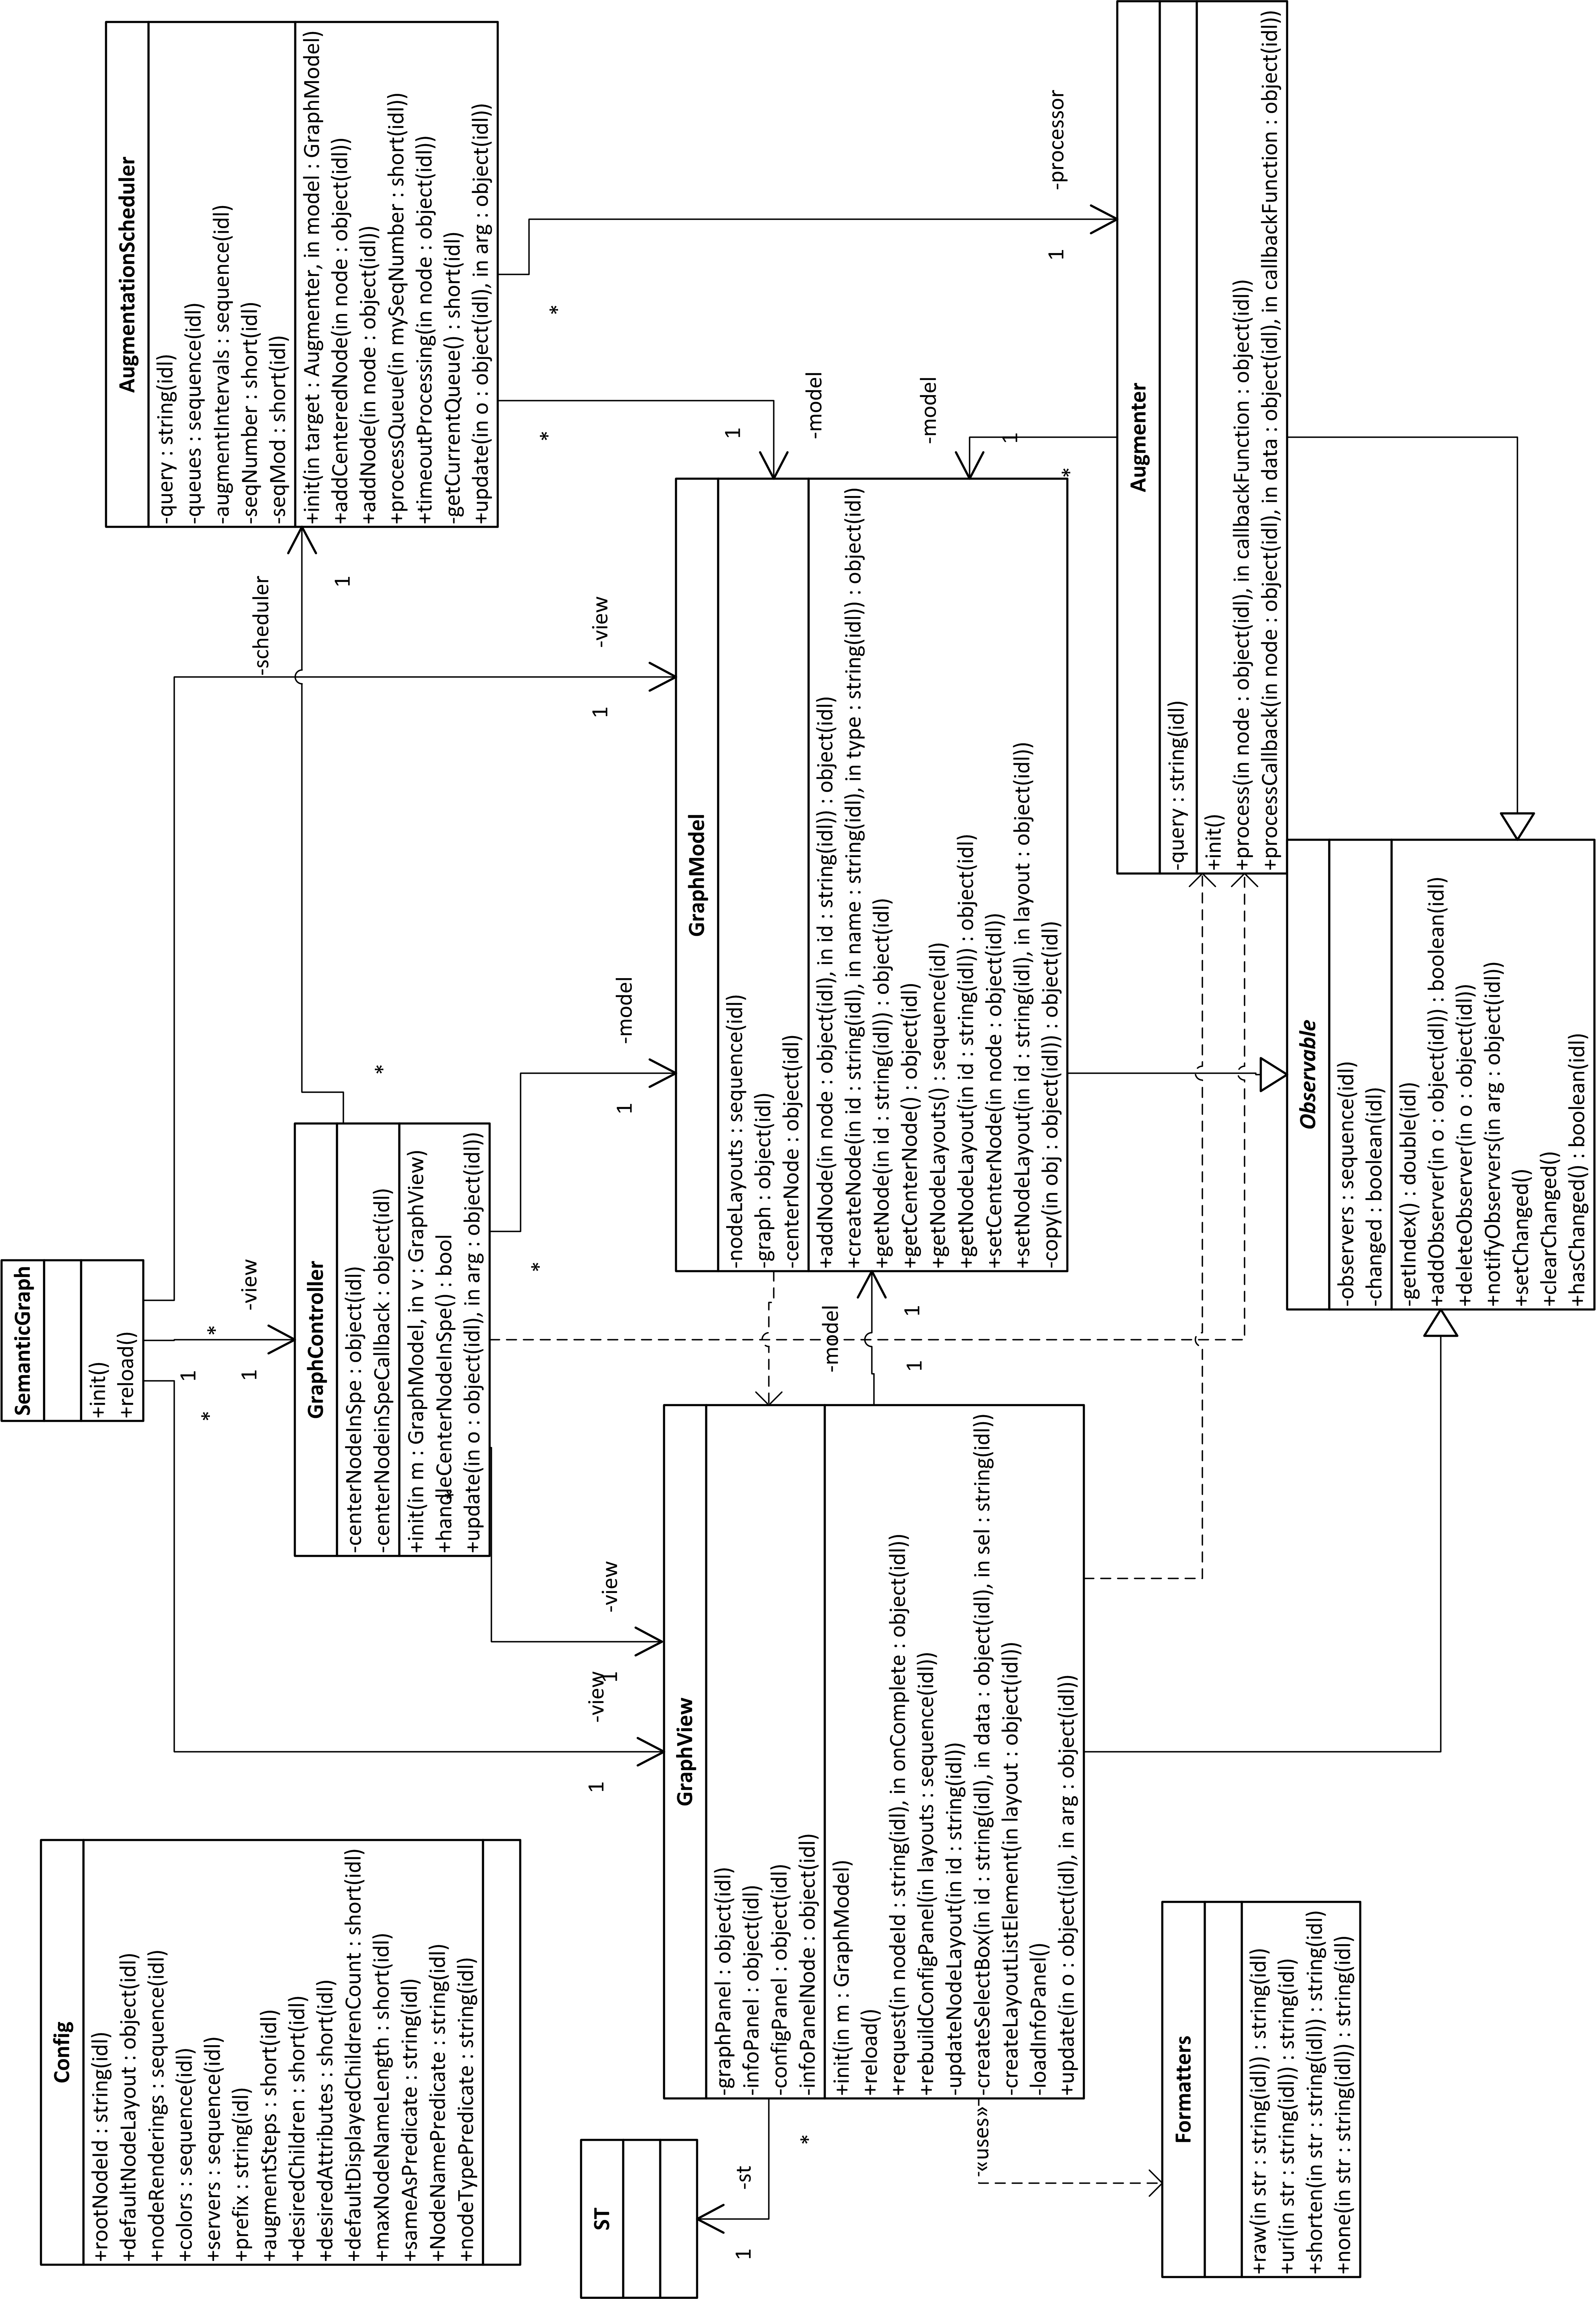 Config
+rootNodeId : string(idl)
+defaultNodeLayout : object(idl)
+nodeRenderings : sequence(idl)
+colors : sequence(idl)
+servers : sequence(idl)
+prefix : string(idl)
+augmentSteps : short(idl)
+desiredChildren : short(idl)
+desiredAttributes : short(idl)
+defaultDisplayedChildrenCount : short(idl)
+maxNodeNameLength : short(idl)
+sameAsPredicate : string(idl)
+NodeNamePredicate : string(idl)
+nodeTypePredicate : string(idl)
SemanticGraph
+init()
+reload()
AugmentationScheduler
-query : string(idl)
-queues : sequence(idl)
-augmentIntervals : sequence(idl)
-seqNumber : short(idl)
-seqMod : short(idl)
+init(in target : Augmenter, in model : GraphModel)
+addCenteredNode(in node : object(idl))
+addNode(in node : object(idl))
+processQueue(in mySeqNumber : short(idl))
+timeoutProcessing(in node : object(idl))
-getCurrentQueue() : short(idl)
+update(in o : object(idl), in arg : object(idl))
GraphController
-centerNodeInSpe : object(idl)
-centerNodeinSpeCallback : object(idl)
+init(in m : GraphModel, in v : GraphView)
+handleCenterNodeInSpe() : bool
+update(in o : object(idl), in arg : object(idl))
*
1
-view
*
1
*
-scheduler
1
-view
1
*
-view
1
*
-view
1
*
-model
1
*
-model
1
*
-processor
1
ST
-st
1
*
GraphView
-graphPanel : object(idl)
-infoPanel : object(idl)
-configPanel : object(idl)
-infoPanelNode : object(idl)
+init(in m : GraphModel)
+reload()
+request(in nodeId : string(idl), in onComplete : object(idl))
+rebuildConfigPanel(in layouts : sequence(idl))
-updateNodeLayout(in id : string(idl))
-createSelectBox(in id : string(idl), in data : object(idl), in sel : string(idl))
-createLayoutListElement(in layout : object(idl))
-loadInfoPanel()
+update(in o : object(idl), in arg : object(idl))
-model
1
1
GraphModel
-nodeLayouts : sequence(idl)
-graph : object(idl)
-centerNode : object(idl)
+addNode(in node : object(idl), in id : string(idl)) : object(idl)
+createNode(in id : string(idl), in name : string(idl), in type : string(idl)) : object(idl)
+getNode(in id : string(idl)) : object(idl)
+getCenterNode() : object(idl)
+getNodeLayouts() : sequence(idl)
+getNodeLayout(in id : string(idl)) : object(idl)
+setCenterNode(in node : object(idl))
+setNodeLayout(in id : string(idl), in layout : object(idl))
-copy(in obj : object(idl)) : object(idl)
-model
1
*
Augmenter
-query : string(idl)
+init()
+process(in node : object(idl), in callbackFunction : object(idl))
+processCallback(in node : object(idl), in data : object(idl), in callbackFunction : object(idl))
-«uses»
Formatters
+raw(in str : string(idl)) : string(idl)
+uri(in str : string(idl)) : string(idl)
+shorten(in str : string(idl)) : string(idl)
+none(in str : string(idl)) : string(idl)
Observable
-observers : sequence(idl)
-changed : boolean(idl)
-getIndex() : double(idl)
+addObserver(in o : object(idl)) : boolean(idl)
+deleteObserver(in o : object(idl))
+notifyObservers(in arg : object(idl))
+setChanged()
+clearChanged()
+hasChanged() : boolean(idl)